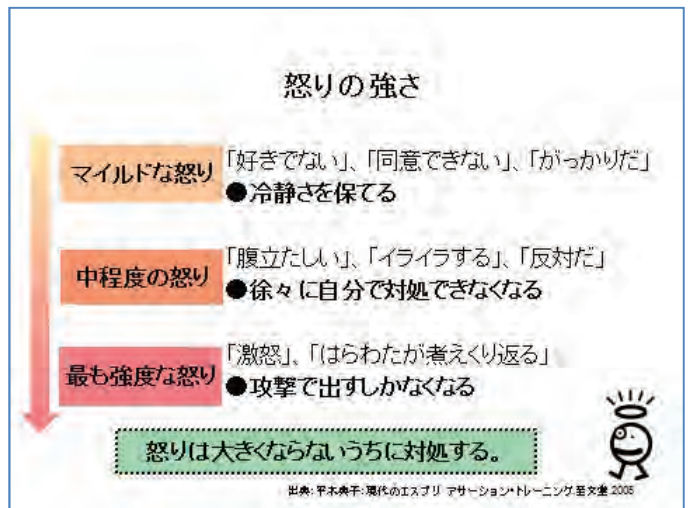 怒りの強さ
マイルドな怒り
「好きでない」、「同意できない」、「がっかりだ」
●冷静さを保てる
中程度の怒り
「腹立たしい」、「イライラする」、「反対だ」
●徐々に自分で対処できなくなる
最も強度な怒り
「激怒」、「はらわたが煮えくり返る」
●攻撃で出すしかなくなる
怒りは大きくならないうちに対処する。
出典:平木典子:現代のエスプリ アサーション・トレーニング.至文堂.2005